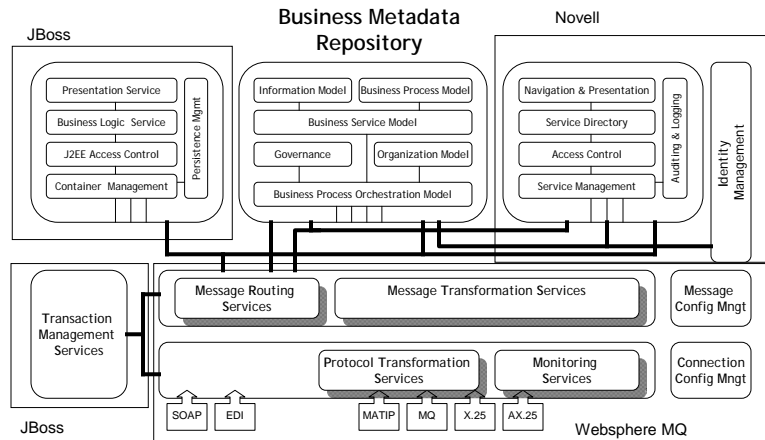 Business Metadata
Repository
JBoss
Novell
Presentation Service
Business Logic Service
J2EE Access Control
Container Management
Persistence Mgmt
Information Model
Business Process Model
Business Service Model
Governance
Organization Model
Business Process Orchestration Model
Navigation & Presentation
Service Directory
Access Control
Service Management
Auditing & Logging
Identity
Management
Transaction
Management
Services
Message Routing
Services
Message Transformation Services
Message
Config Mngt
Protocol Transformation
Services
Monitoring
Services
Connection
Config Mngt
SOAP
EDI
MATIP
MQ
X.25
AX.25
JBoss
Websphere MQ